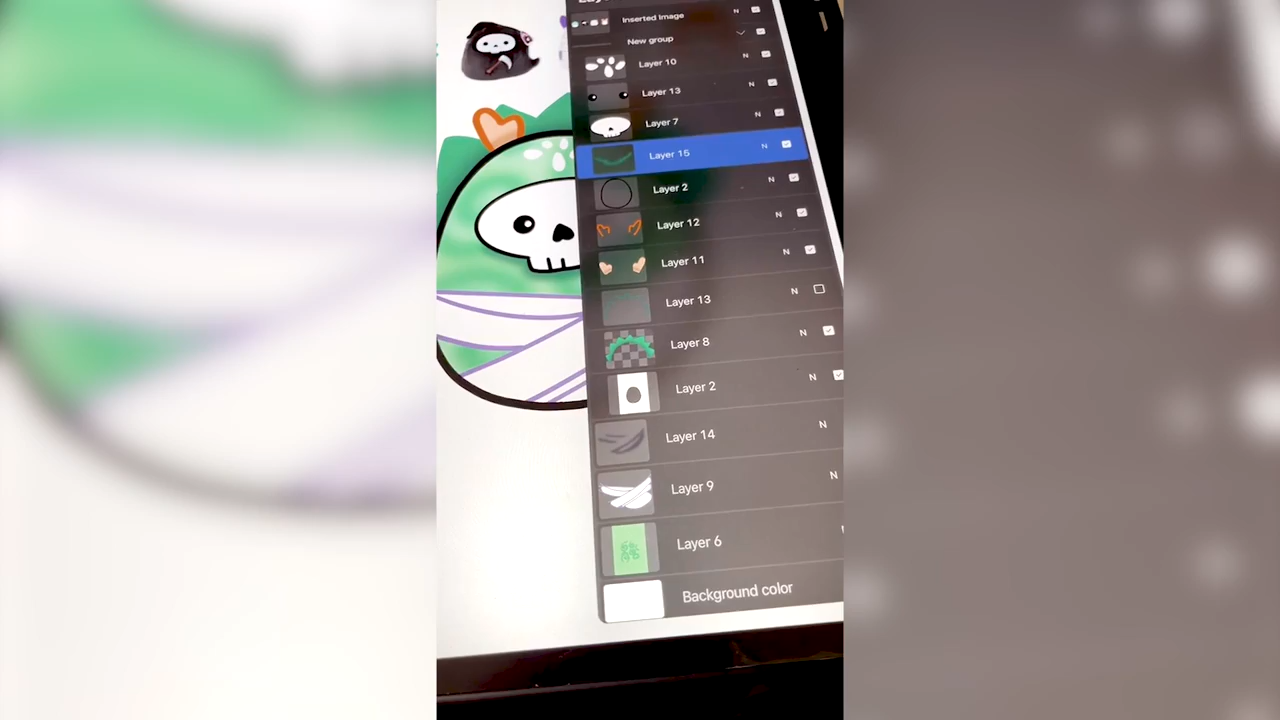 Inserted Image N
New group
Layer 10 N
Layer 13 N
Layer 7 N
Layer 15 N
Layer 2 N
Layer 12 N
Layer 11 N
Layer 13 N
Layer 8 N
Layer 2 N
Layer 14 N
Layer 9 N
Layer 6
Background color